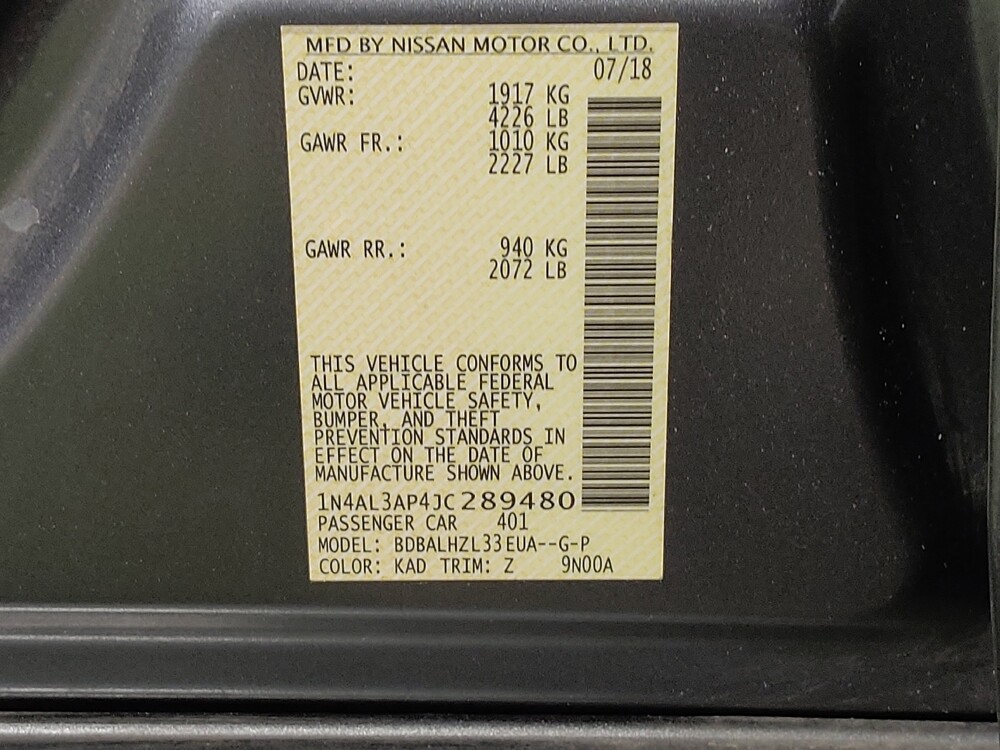 MFD BY NISSAN MOTOR CO., LTD.
DATE: 07/18
GVWR: 1917 KG
4226 LB
GAWR FR.: 1010 KG
2227 LB
GAWR RR.: 940 KG
2072 LB
THIS VEHICLE CONFORMS TO
ALL APPLICABLE FEDERAL
MOTOR VEHICLE SAFETY,
BUMPER, AND THEFT
PREVENTION STANDARDS IN
EFFECT ON THE DATE OF
MANUFACTURE SHOWN ABOVE.
1N4AL3AP4JC289480
PASSENGER CAR 401
MODEL: BDBALHZL33EUA--G-P
COLOR: KAD TRIM: Z 9N00A